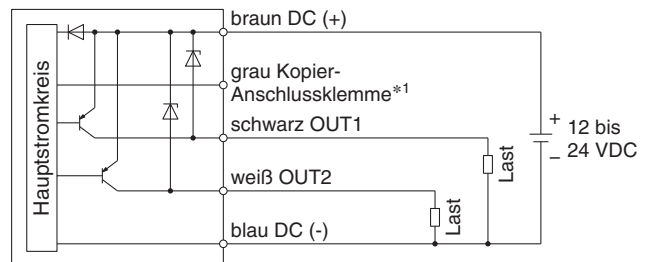 braun DC (+)
grau Kopier-
Anschlussklemme*1
schwarz OUT1
weiß OUT2
blau DC (-)
Hauptstromkreis
Last
Last
+
12 bis
–
24 VDC